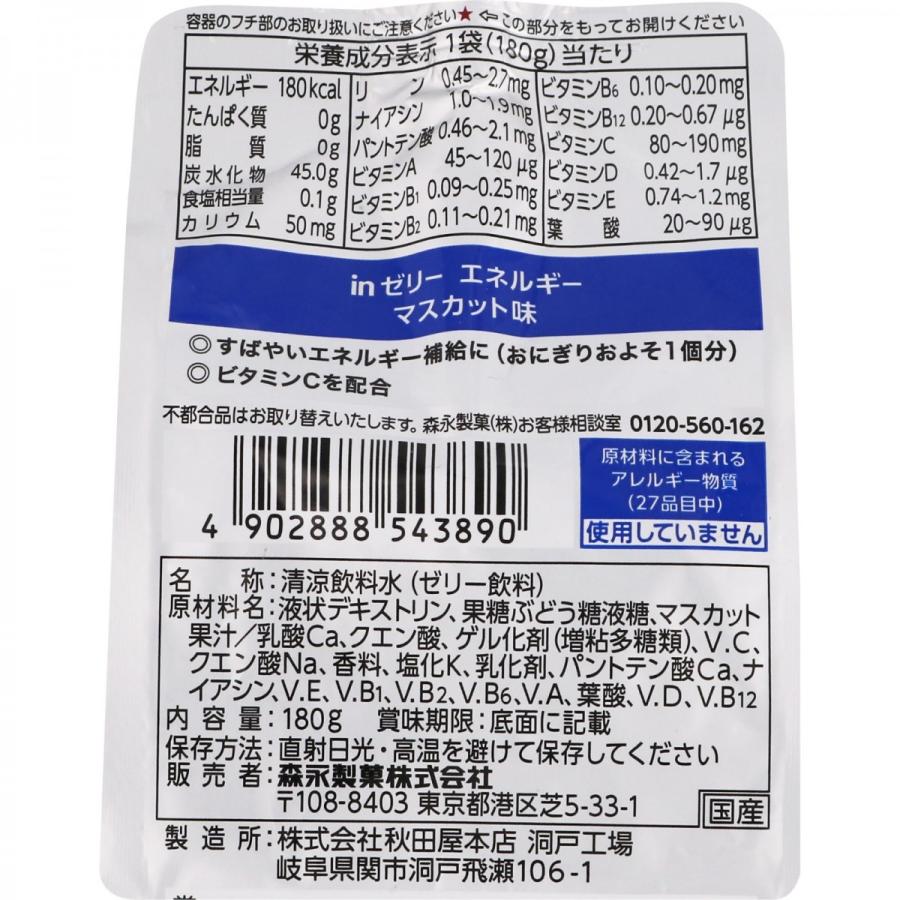 容器のフチ部のお取り扱いにご注意ください★ ⇦この部分をもってお開けください
栄養成分表示 1袋(180g)当たり
エネルギー 180kcal
たんぱく質 0g
脂質 0g
炭水化物 45.0g
食塩相当量 0.1g
カリウム 50mg
リン 0.45〜2.7mg
ナイアシン 1.0〜1.9mg
パントテン酸 0.46〜2.1mg
ビタミンA 45〜120μg
ビタミンB1 0.09〜0.25mg
ビタミンB2 0.11〜0.21mg
ビタミンB6 0.10〜0.20mg
ビタミンB12 0.20〜0.67μg
ビタミンC 80〜190mg
ビタミンD 0.42〜1.7μg
ビタミンE 0.74〜1.2mg
葉酸 20〜90μg
inゼリー エネルギー
マスカット味
◎すばやいエネルギー補給に(おにぎりおよそ1個分)
◎ビタミンCを配合
不都合品はお取り替えいたします。森永製菓(株)お客様相談室 0120-560-162
4 902888 543890
原材料に含まれる
アレルギー物質
(27品目中)
使用していません
名称:清涼飲料水(ゼリー飲料)
原材料名:液状デキストリン、果糖ぶどう糖液糖、マスカット
果汁/乳酸Ca、クエン酸、ゲル化剤(増粘多糖類)、V.C、
クエン酸Na、香料、塩化K、乳化剤、パントテン酸Ca、ナ
イアシン、V.E、V.B1、V.B2、V.B6、V.A、葉酸、V.D、V.B12
内容量:180g 賞味期限:底面に記載
保存方法:直射日光・高温を避けて保存してください
販売者:森永製菓株式会社
〒108-8403 東京都港区芝5-33-1
国産
製造所:株式会社秋田屋本店 洞戸工場
岐阜県関市洞戸飛瀬106-1